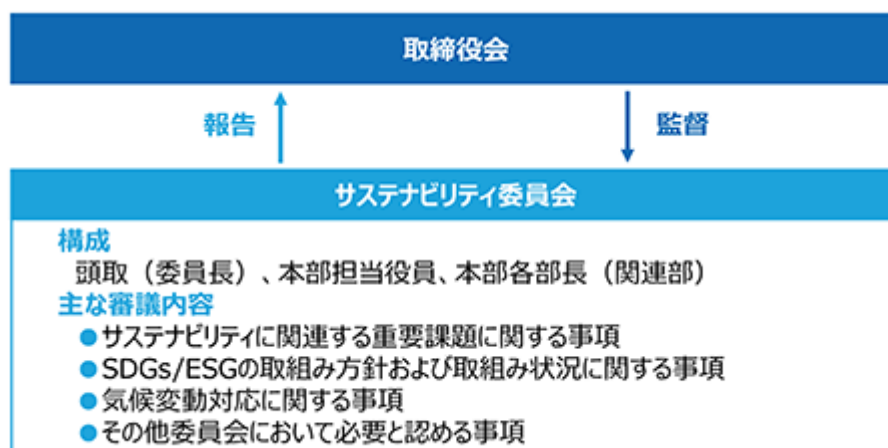 取締役会
報告
監督
サステナビリティ委員会
構成
頭取（委員長）、本部担当役員、本部各部長（関連部）
主な審議内容
●サステナビリティに関連する重要課題に関する事項
●SDGs/ESGの取組み方針および取組み状況に関する事項
●気候変動対応に関する事項
●その他委員会において必要と認める事項